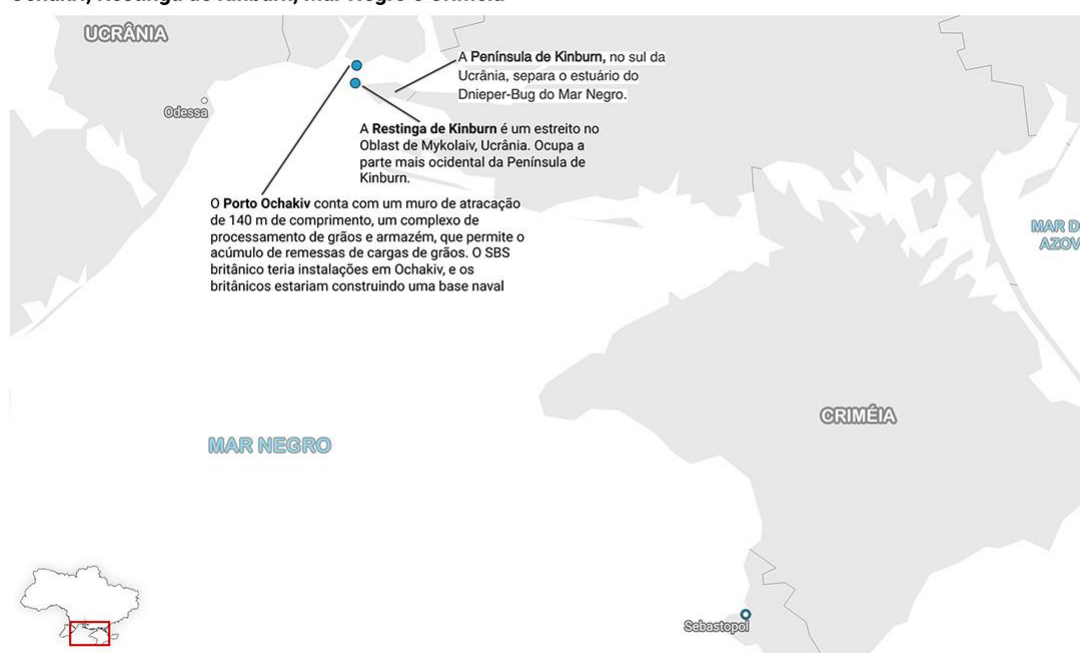 UCRÂNIA
A Península de Kinburn, no sul da
Ucrânia, separa o estuário do
Dnieper-Bug do Mar Negro.
Odessa
A Restinga de Kinburn é um estreito no
Oblast de Mykolaiv, Ucrânia. Ocupa a
parte mais ocidental da Península de
Kinburn.
O Porto Ochakiv conta com um muro de atracação
de 140 m de comprimento, um complexo de
processamento de grãos e armazém, que permite o
acúmulo de remessas de cargas de grãos. O SBS
britânico teria instalações em Ochakiv, e os
britânicos estariam construindo uma base naval
MAR D
AZOV
CRIMÉIA
MAR NEGRO
Sebastopol